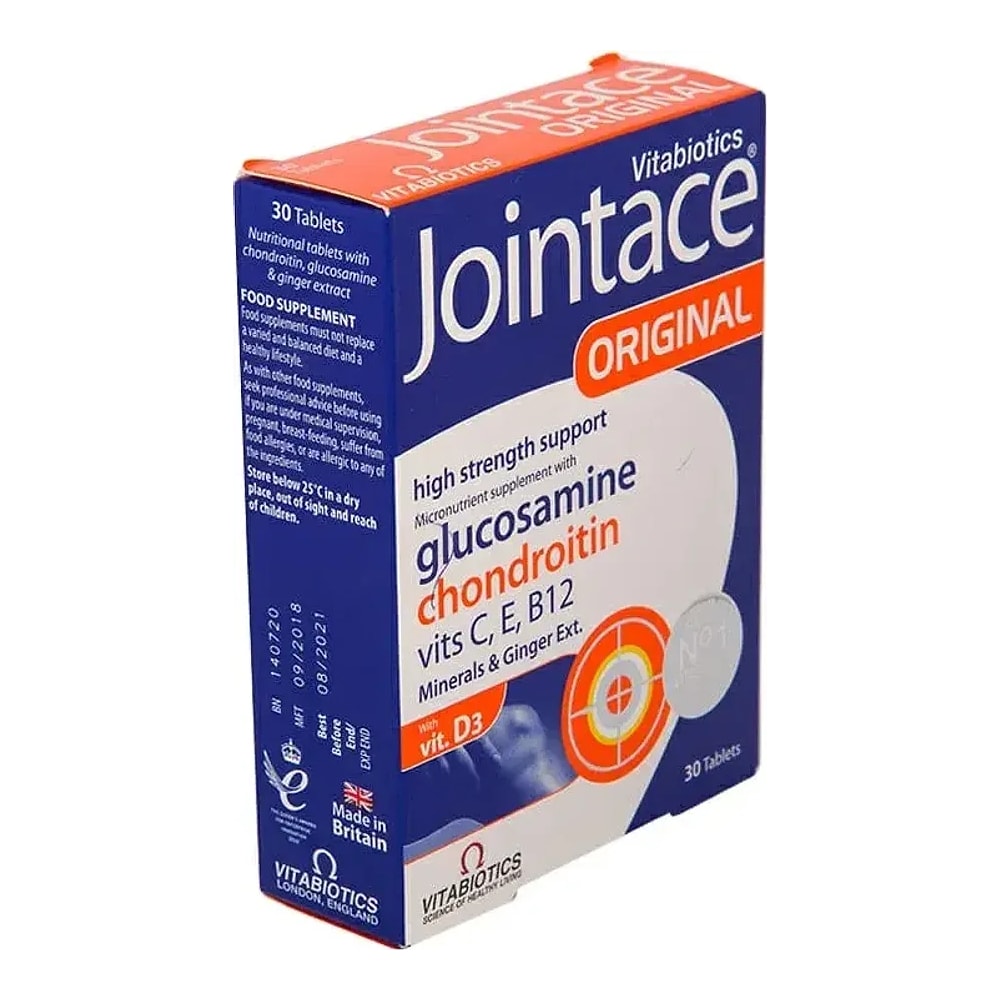 30 Tablets
Jointace
ORIGINAL
VITABIOTICS
30 Tablets
Nutritional tablets with
chondroitin, glucosamine
& ginger extract
FOOD SUPPLEMENT
Food supplements must not replace
a varied and balanced diet and a
healthy lifestyle.
As with other food supplements,
seek professional advice before using
if you are under medical supervision,
pregnant, breast-feeding, suffer from
food allergies, or are allergic to any of
the ingredients.
Store below 25°C in a dry
place, out of sight and reach
of children.
BN 140720
MFT 09/2018
Best Before End/ EXP END 08/2021
Made in
Britain
VITABIOTICS
LONDON, ENGLAND
Vitabiotics
Jointace®
ORIGINAL
high strength support
Micronutrient supplement with
glucosamine
chondroitin
vits C, E, B12
Minerals & Ginger Ext.
With
vit. D3
Nº1
30 Tablets
VITABIOTICS
SCIENCE OF HEALTHY LIVING